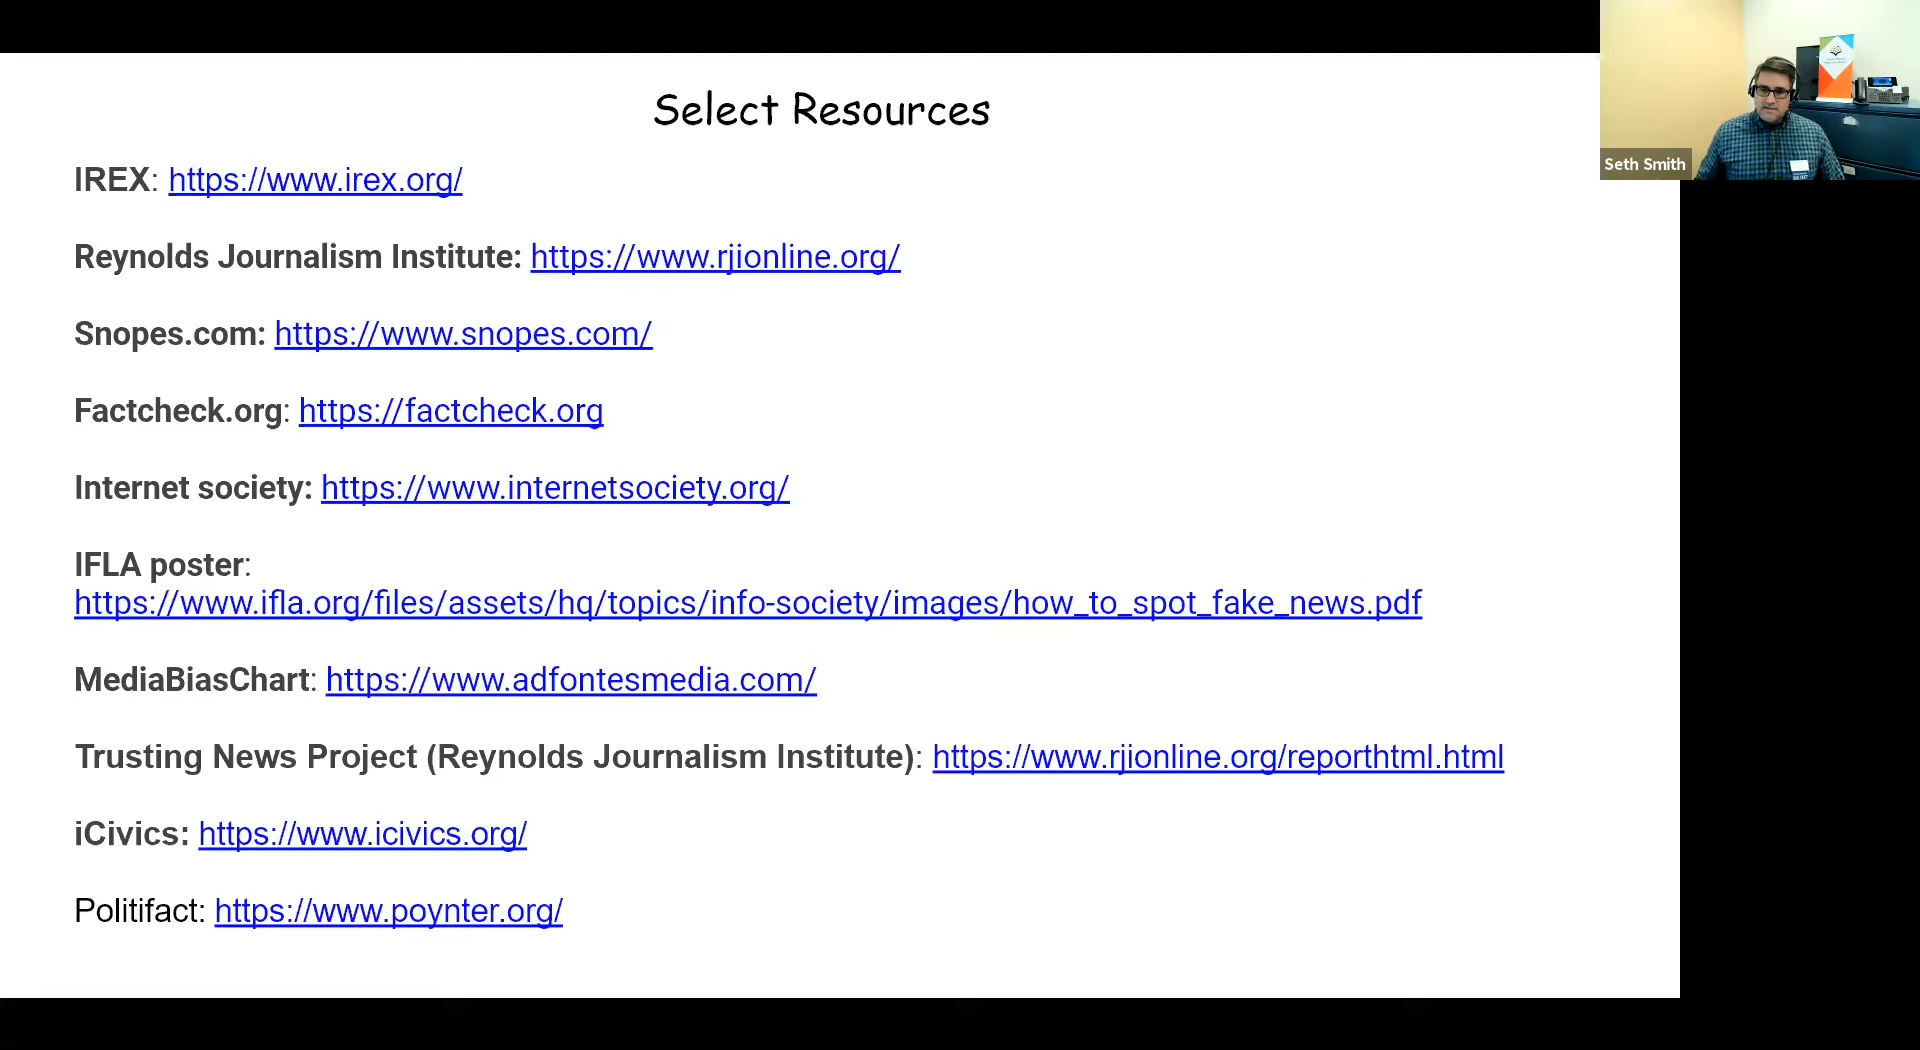 Select Resources
IREX: https://www.irex.org/
Reynolds Journalism Institute: https://www.rjionline.org/
Snopes.com: https://www.snopes.com/
Factcheck.org: https://factcheck.org
Internet society: https://www.internetsociety.org/
IFLA poster:
https://www.ifla.org/files/assets/hq/topics/info-society/images/how_to_spot_fake_news.pdf
MediaBiasChart: https://www.adfontesmedia.com/
Trusting News Project (Reynolds Journalism Institute): https://www.rjionline.org/reporthtml.html
iCivics: https://www.icivics.org/
Politifact: https://www.poynter.org/
Seth Smith